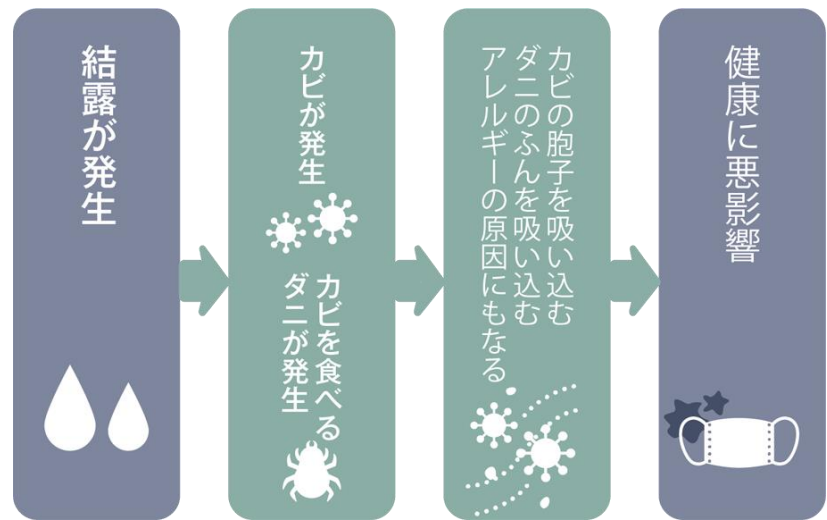 結露が発生
カビが発生
カビを食べる
ダニが発生
カビの胞子を吸い込む
ダニのふんを吸い込む
アレルギーの原因にもなる
健康に悪影響